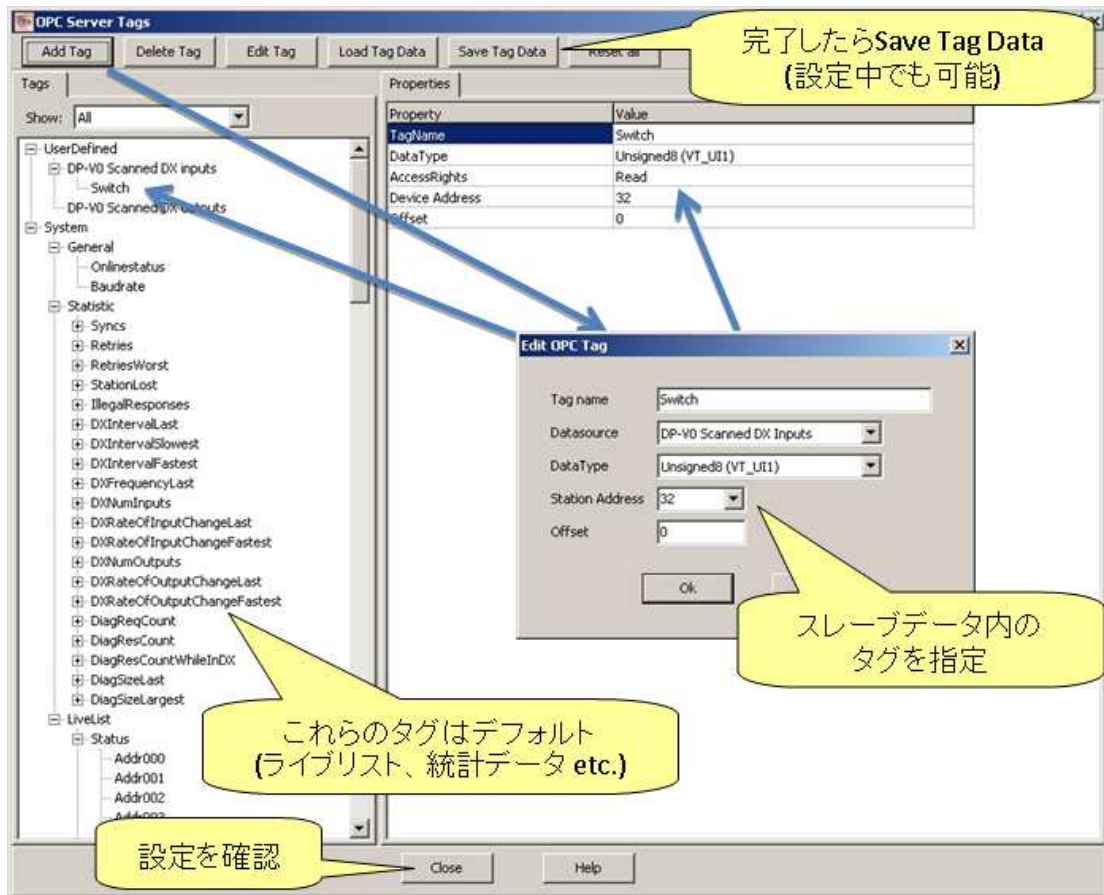 OPC Server Tags
Add Tag
Delete Tag
Edit Tag
Load Tag Data
Save Tag Data
Reset all
完了したらSave Tag Data
(設定中でも可能)
Tags
Show: All
UserDefined
DP-V0 Scanned DX inputs
Switch
DP-V0 Scanned DX outputs
System
General
Onlinestatus
Baudrate
Statistic
Syncs
Retries
RetriesWorst
StationLost
IllegalResponses
DXIntervalLast
DXIntervalSlowest
DXIntervalFastest
DXFrequencyLast
DXNumInputs
DXRateOfInputChangeLast
DXRateOfInputChangeFastest
DXNumOutputs
DXRateOfOutputChangeLast
DXRateOfOutputChangeFastest
DiagReqCount
DiagResCount
DiagResCountWhileInDX
DiagSizeLast
DiagSizeLargest
LiveList
Status
Addr000
Addr001
Addr002
Properties
Property Value
TagName Switch
DataType Unsigned8 (VT_UI1)
AccessRights Read
Device Address 32
Offset 0
Edit OPC Tag
Tag name Switch
Datasource DP-V0 Scanned DX Inputs
DataType Unsigned8 (VT_UI1)
Station Address 32
Offset 0
Ok
スレーブデータ内の
タグを指定
これらのタグはデフォルト
(ライブリスト、統計データ etc.)
設定を確認
Close
Help